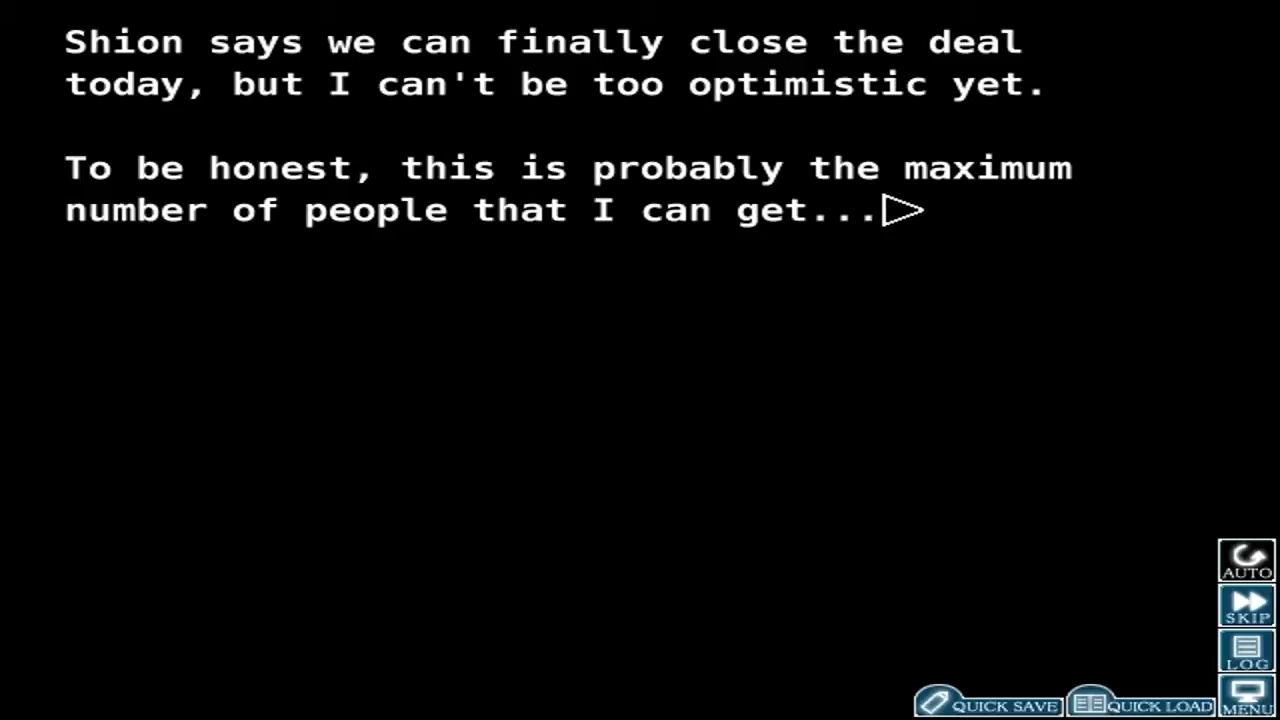 Shion says we can finally close the deal
today, but I can't be too optimistic yet.
To be honest, this is probably the maximum
number of people that I can get...
AUTO
SKIP
LOG
MENU
QUICK SAVE
QUICK LOAD